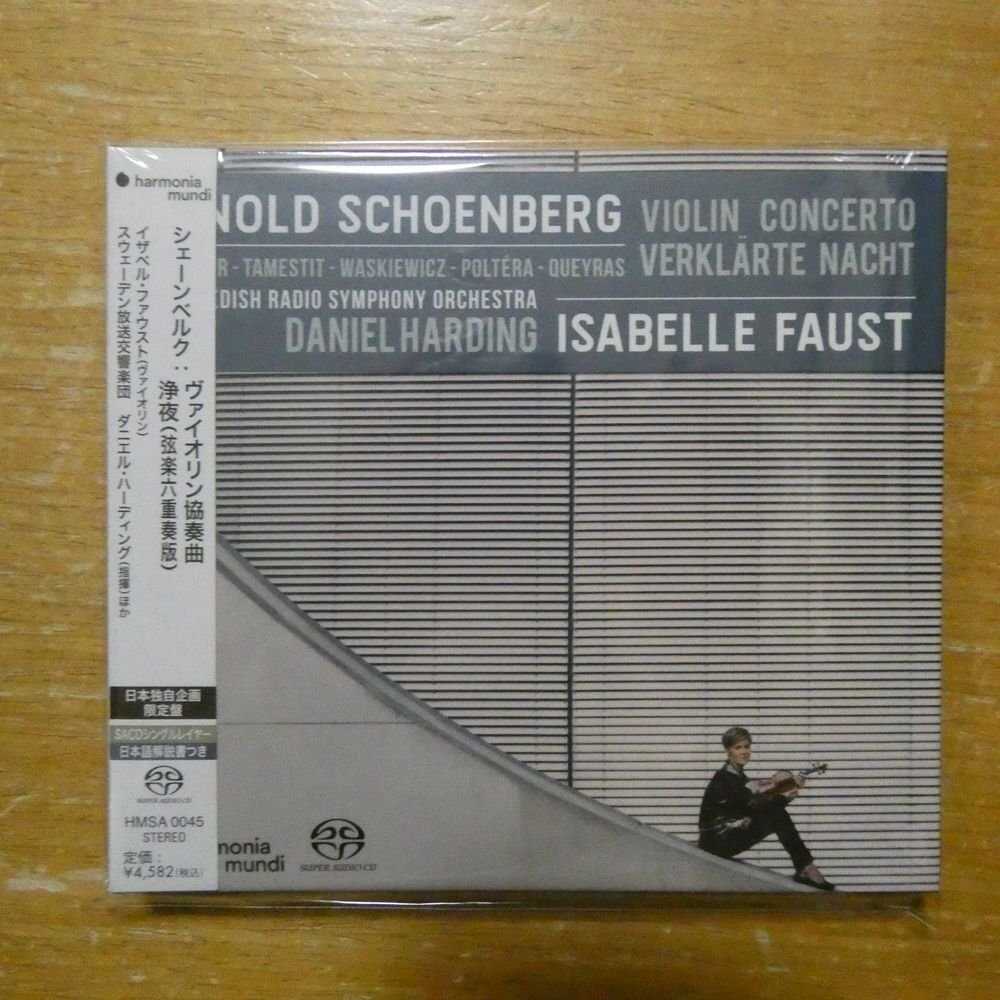 harmonia
mundi
シェーンベルク：
ヴァイオリン協奏曲
浄夜（弦楽六重奏版）
イザベル・ファウスト（ヴァイオリン）
スウェーデン放送交響楽団　ダニエル・ハーディング（指揮）ほか
日本独自企画
限定盤
SACDシングルレイヤー
日本語解説書つき
SUPER AUDIO CD
HMSA 0045
STEREO
定価：
¥4,582（税込）
NOLD SCHOENBERG
VIOLIN CONCERTO
VERKLÄRTE NACHT
R - TAMESTIT - WASKIEWICZ - POLTÉRA - QUEYRAS
EDISH RADIO SYMPHONY ORCHESTRA
DANIEL HARDING
ISABELLE FAUST
monia
mundi
SUPER AUDIO CD